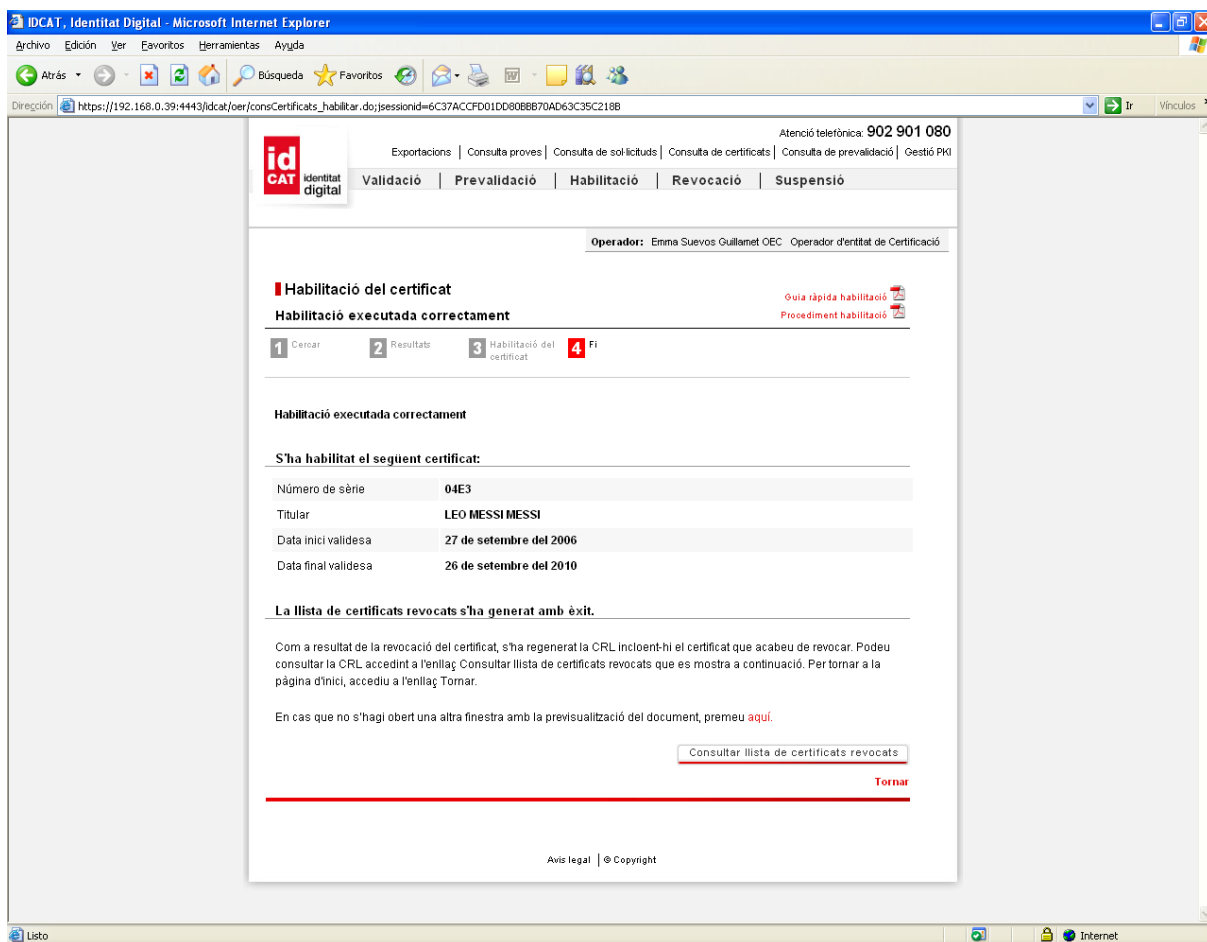 IDCAT, Identitat Digital - Microsoft Internet Explorer
Archivo Edición Ver Favoritos Herramientas Ayuda
Atrás Búsqueda Favoritos
Dirección https://192.168.0.39:4443/idcat/oer/consCertificats_habilitar.do;jsessionid=6C37ACCFD01DD80BBB70AD63C35C218B Ir Vínculos
Atenció telefònica: 902 901 080
Exportacions | Consulta proves | Consulta de sol·licituds | Consulta de certificats | Consulta de prevalidació | Gestió PKI
id CAT identitat digital
Validació | Prevalidació | Habilitació | Revocació | Suspensió
Operador: Emma Suevos Guillamet OEC Operador d'entitat de Certificació
Habilitació del certificat
Guia ràpida habilitació
Habilitació executada correctament
Procediment habilitació
1 Cercar 2 Resultats 3 Habilitació del certificat 4 Fi
Habilitació executada correctament
S'ha habilitat el següent certificat:
Número de sèrie 04E3
Titular LEO MESSI MESSI
Data inici validesa 27 de setembre del 2006
Data final validesa 26 de setembre del 2010
La llista de certificats revocats s'ha generat amb èxit.
Com a resultat de la revocació del certificat, s'ha regenerat la CRL incloent-hi el certificat que acabeu de revocar. Podeu
consultar la CRL accedint a l'enllaç Consultar llista de certificats revocats que es mostra a continuació. Per tornar a la
pàgina d'inici, accediu a l'enllaç Tornar.
En cas que no s'hagi obert una altra finestra amb la previsualització del document, premeu aquí.
Consultar llista de certificats revocats
Tornar
Avís legal | © Copyright
Listo Internet